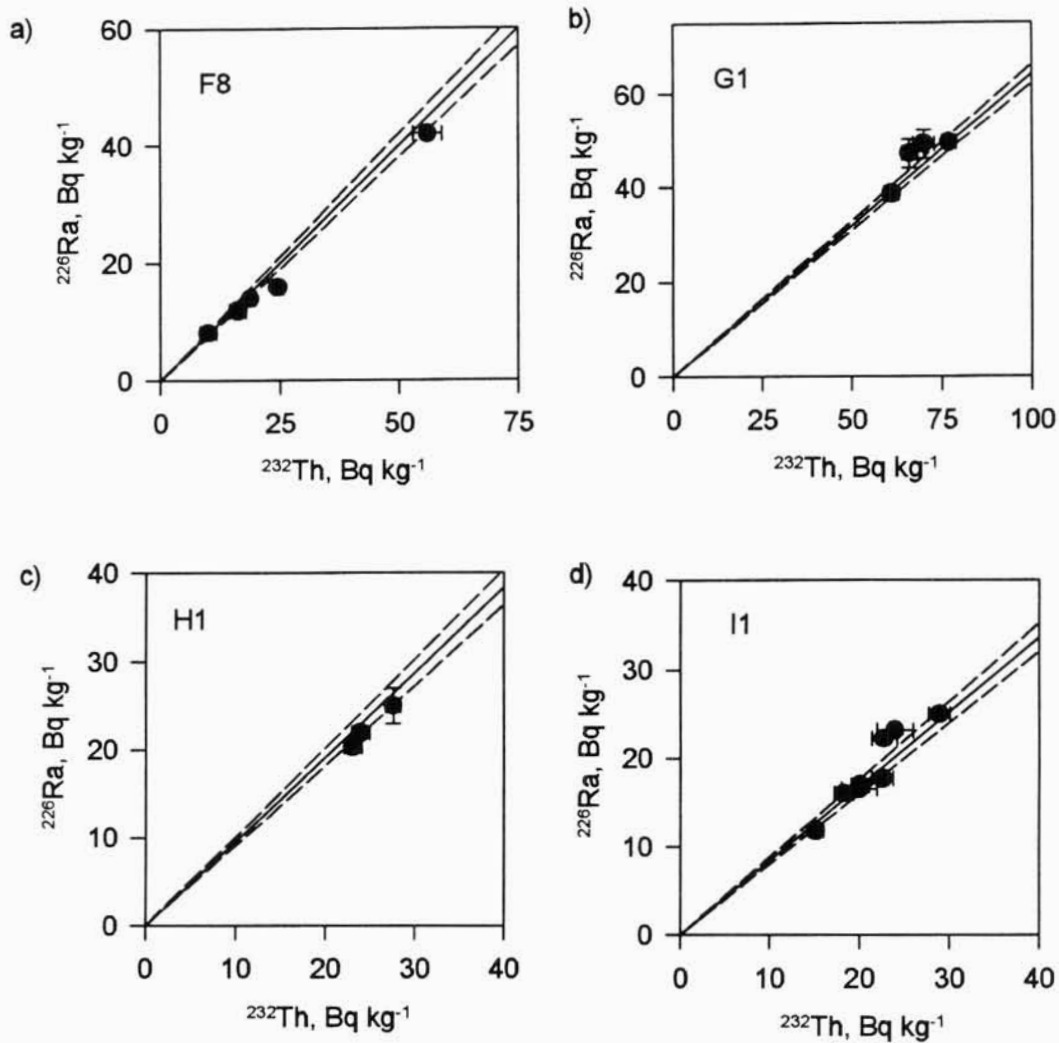 a)
F8
60
40
20
0
²²⁶Ra, Bq kg⁻¹
0 25 50 75
²³²Th, Bq kg⁻¹
b)
G1
60
40
20
0
²²⁶Ra, Bq kg⁻¹
0 25 50 75 100
²³²Th, Bq kg⁻¹
c)
H1
40
30
20
10
0
²²⁶Ra, Bq kg⁻¹
0 10 20 30 40
²³²Th, Bq kg⁻¹
d)
I1
40
30
20
10
0
²²⁶Ra, Bq kg⁻¹
0 10 20 30 40
²³²Th, Bq kg⁻¹